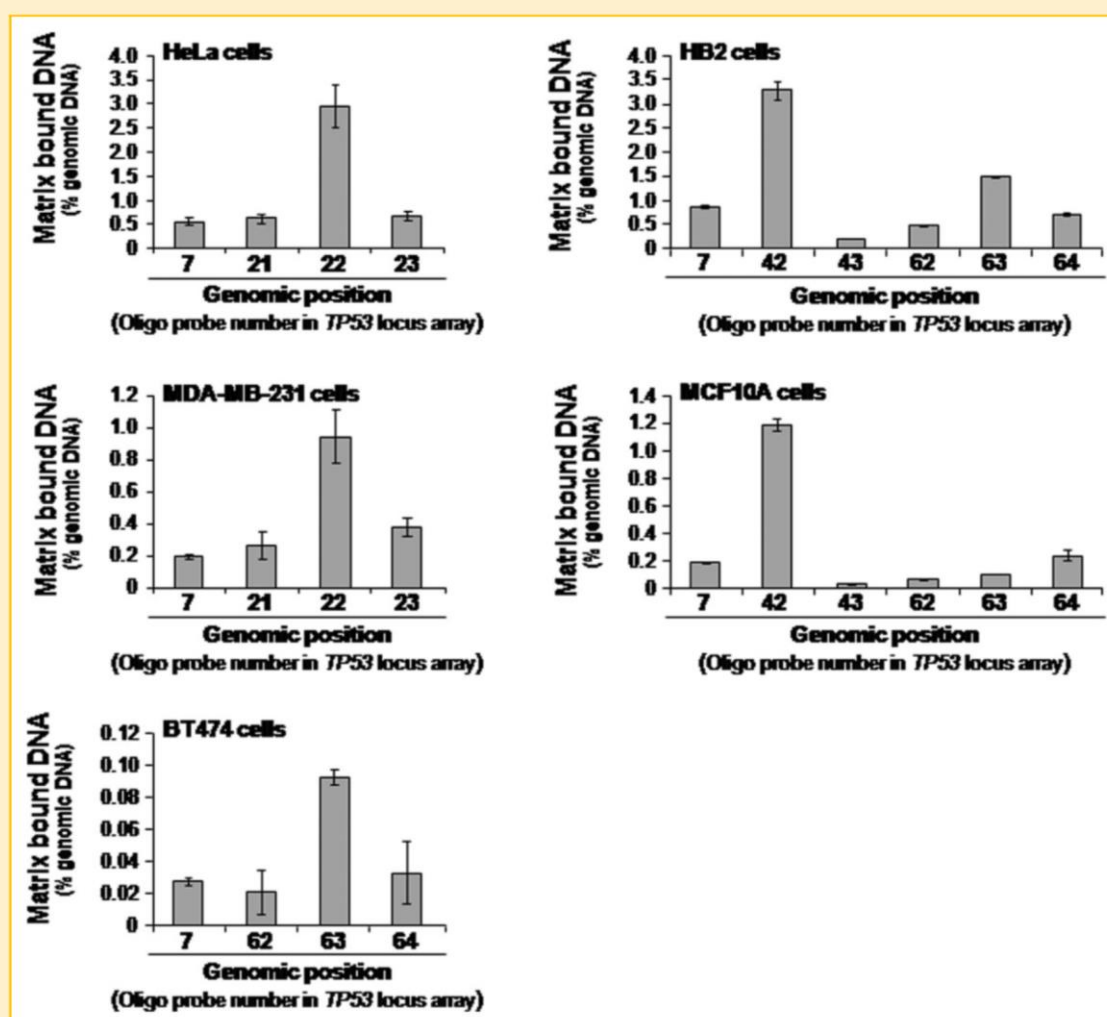 HeLa cells
Matrix bound DNA
(% genomic DNA)
4.0
3.5
3.0
2.5
2.0
1.5
1.0
0.5
0
7 21 22 23
Genomic position
(Oligo probe number in TP53 locus array)
HB2 cells
Matrix bound DNA
(% genomic DNA)
4.0
3.5
3.0
2.5
2.0
1.5
1.0
0.5
0
7 42 43 62 63 64
Genomic position
(Oligo probe number in TP53 locus array)
MDA-MB-231 cells
Matrix bound DNA
(% genomic DNA)
1.2
1.0
0.8
0.6
0.4
0.2
0
7 21 22 23
Genomic position
(Oligo probe number in TP53 locus array)
MCF10A cells
Matrix bound DNA
(% genomic DNA)
1.4
1.2
1.0
0.8
0.6
0.4
0.2
0
7 42 43 62 63 64
Genomic position
(Oligo probe number in TP53 locus array)
BT474 cells
Matrix bound DNA
(% genomic DNA)
0.12
0.10
0.08
0.06
0.04
0.02
0
7 62 63 64
Genomic position
(Oligo probe number in TP53 locus array)